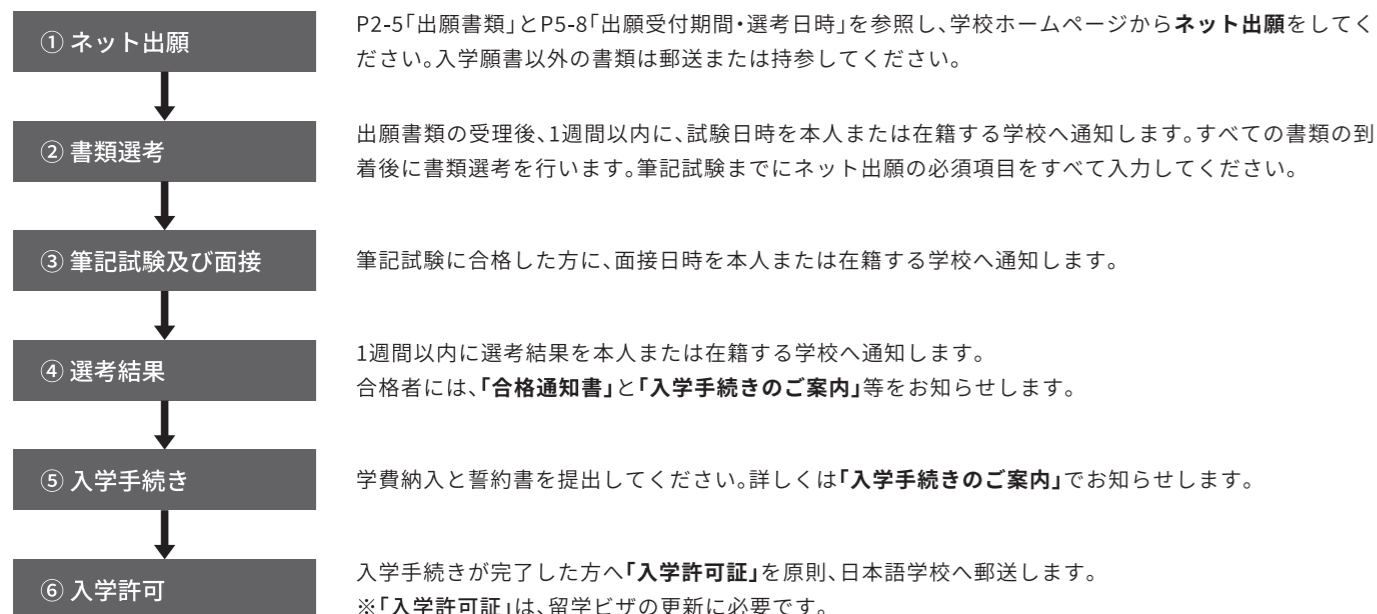 ① ネット出願
P2-5「出願書類」とP5-8「出願受付期間・選考日時」を参照し、学校ホームページからネット出願をしてく
ださい。入学願書以外の書類は郵送または持参してください。
② 書類選考
出願書類の受理後、1週間以内に、試験日時を本人または在籍する学校へ通知します。すべての書類の到
着後に書類選考を行います。筆記試験までにネット出願の必須項目をすべて入力してください。
③ 筆記試験及び面接
筆記試験に合格した方に、面接日時を本人または在籍する学校へ通知します。
④ 選考結果
1週間以内に選考結果を本人または在籍する学校へ通知します。
合格者には、「合格通知書」と「入学手続きのご案内」等をお知らせします。
⑤ 入学手続き
学費納入と誓約書を提出してください。詳しくは「入学手続きのご案内」でお知らせします。
⑥ 入学許可
入学手続きが完了した方へ「入学許可証」を原則、日本語学校へ郵送します。
※「入学許可証」は、留学ビザの更新に必要です。